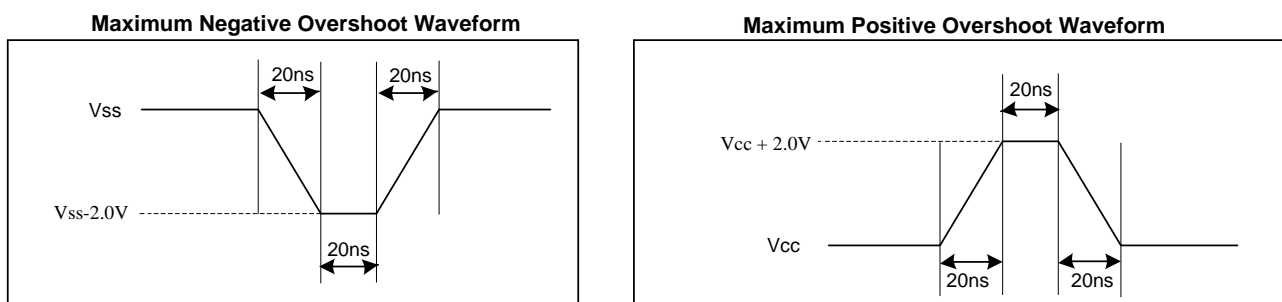 Maximum Negative Overshoot Waveform
20ns
20ns
Vss
Vss-2.0V
20ns
Maximum Positive Overshoot Waveform
20ns
Vcc + 2.0V
Vcc
20ns
20ns